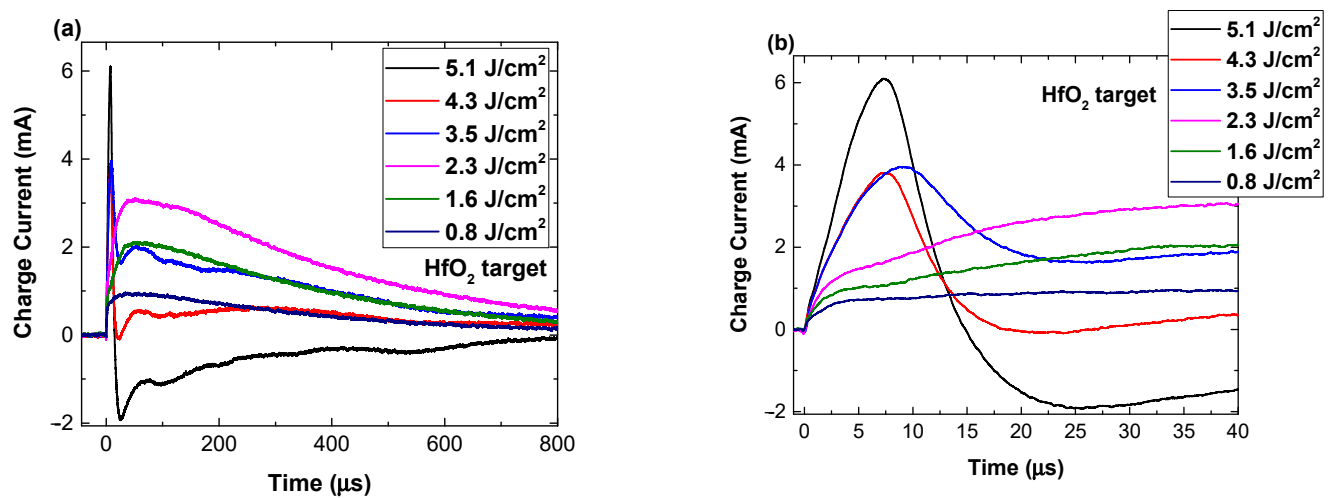 (a)
5.1 J/cm²
4.3 J/cm²
3.5 J/cm²
2.3 J/cm²
1.6 J/cm²
0.8 J/cm²
HfO₂ target
Charge Current (mA)
6
4
2
0
−2
0 200 400 600 800
Time (μs)
(b)
5.1 J/cm²
4.3 J/cm²
3.5 J/cm²
2.3 J/cm²
1.6 J/cm²
0.8 J/cm²
HfO₂ target
Charge Current (mA)
6
4
2
0
−2
0 5 10 15 20 25 30 35 40
Time (μs)